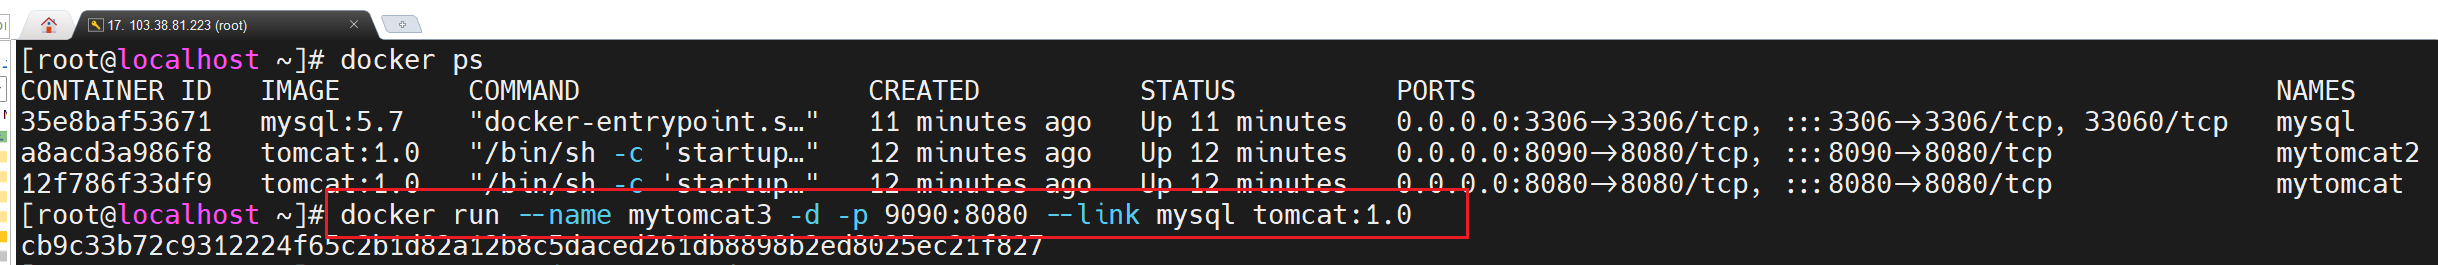 17. 103.38.81.223 (root)
[root@localhost ~]# docker ps
CONTAINER ID   IMAGE        COMMAND                  CREATED          STATUS          PORTS                                                  NAMES
35e8baf53671   mysql:5.7    "docker-entrypoint.s…"   11 minutes ago   Up 11 minutes   0.0.0.0:3306->3306/tcp, :::3306->3306/tcp, 33060/tcp   mysql
a8acd3a986f8   tomcat:1.0   "/bin/sh -c 'startup…"   12 minutes ago   Up 12 minutes   0.0.0.0:8090->8080/tcp, :::8090->8080/tcp              mytomcat2
12f786f33df9   tomcat:1.0   "/bin/sh -c 'startup…"   12 minutes ago   Up 12 minutes   0.0.0.0:8080->8080/tcp, :::8080->8080/tcp              mytomcat
[root@localhost ~]# docker run --name mytomcat3 -d -p 9090:8080 --link mysql tomcat:1.0
cb9c33b72c9312224f65c2b1d82a12b8c5daced261db8898b2ed8025ec21f827